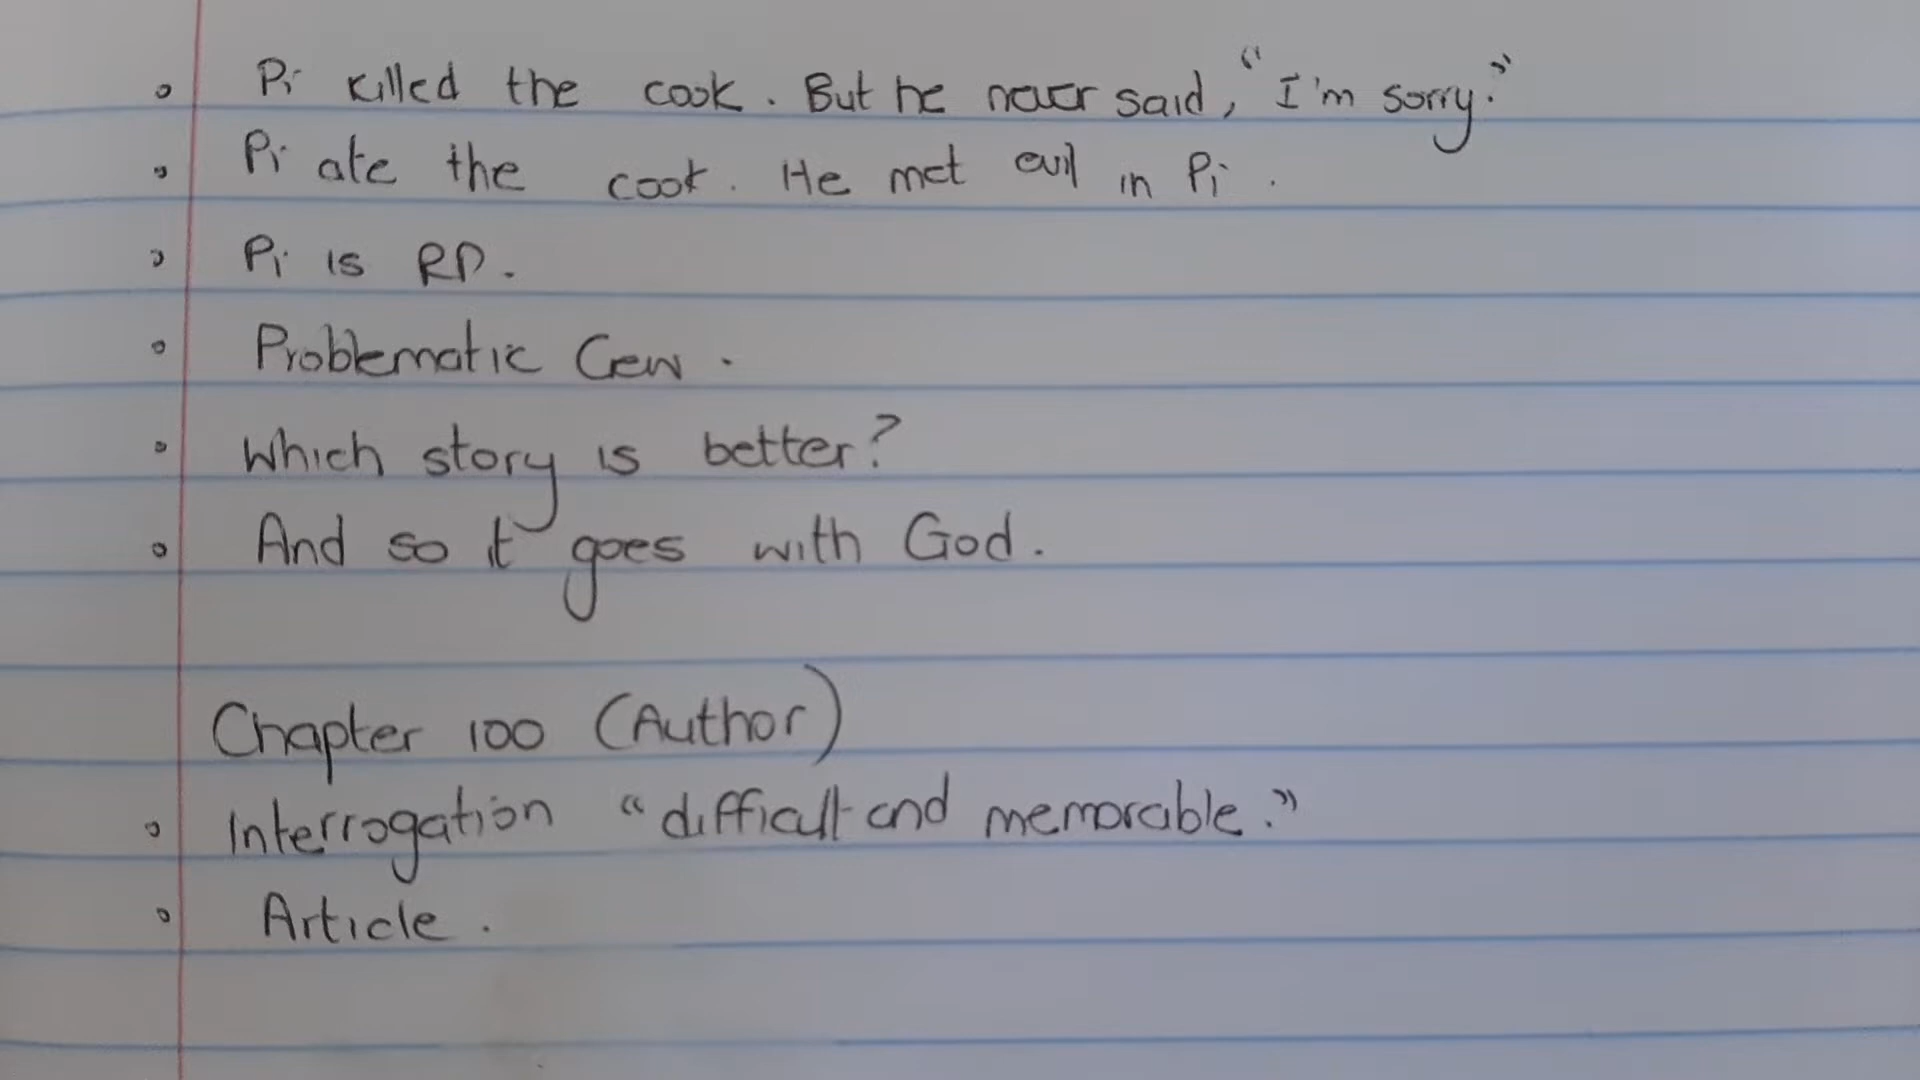 Pi killed the cook. But he never said, "I'm sorry."
Pi ate the cook. He met evil in Pi.
Pi is RP.
Problematic Crew.
Which story is better?
And so it goes with God.
Chapter 100 (Author)
Interrogation "difficult and memorable."
Article.